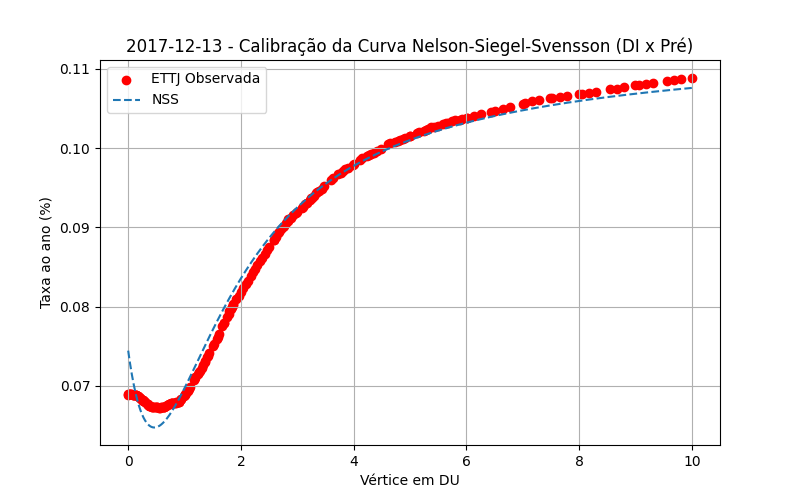 2017-12-13 - Calibração da Curva Nelson-Siegel-Svensson (DI x Pré)
ETTJ Observada
NSS
Taxa ao ano (%)
0.11
0.10
0.09
0.08
0.07
0 2 4 6 8 10
Vértice em DU